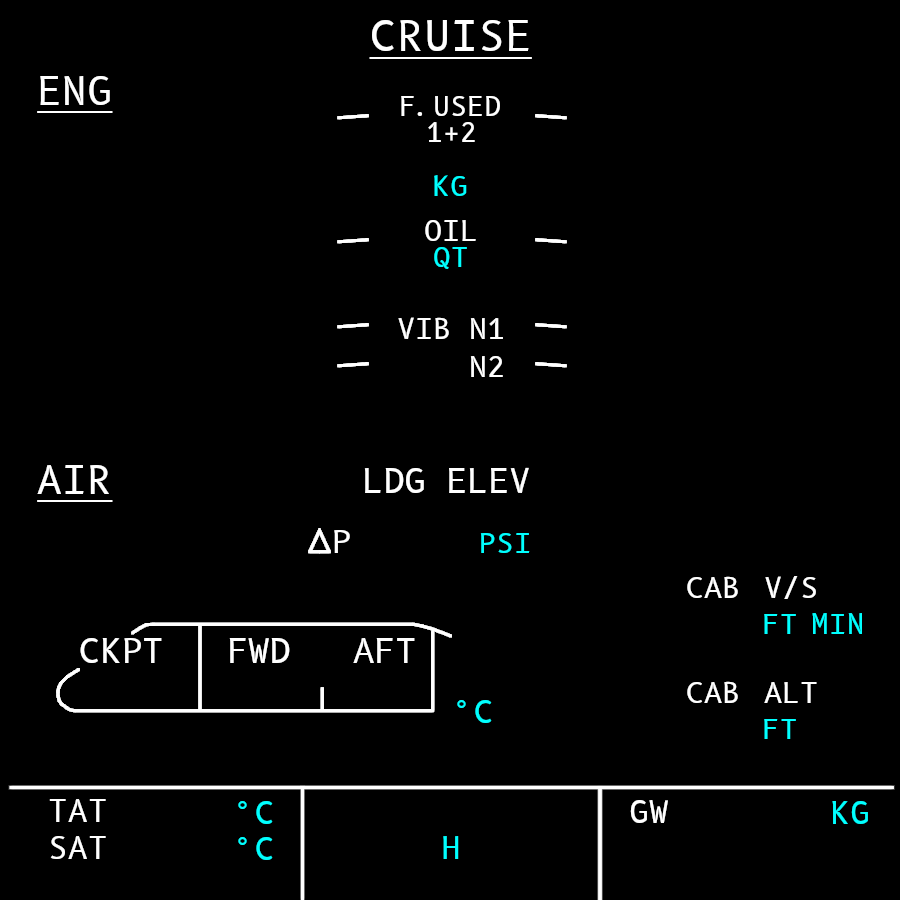 CRUISE
ENG
F.USED
1+2
KG
OIL
QT
VIB N1
N2
AIR
LDG ELEV
ΔP PSI
CAB V/S
FT MIN
CKPT FWD AFT
CAB ALT
°C
FT
TAT °C
GW KG
SAT °C
H